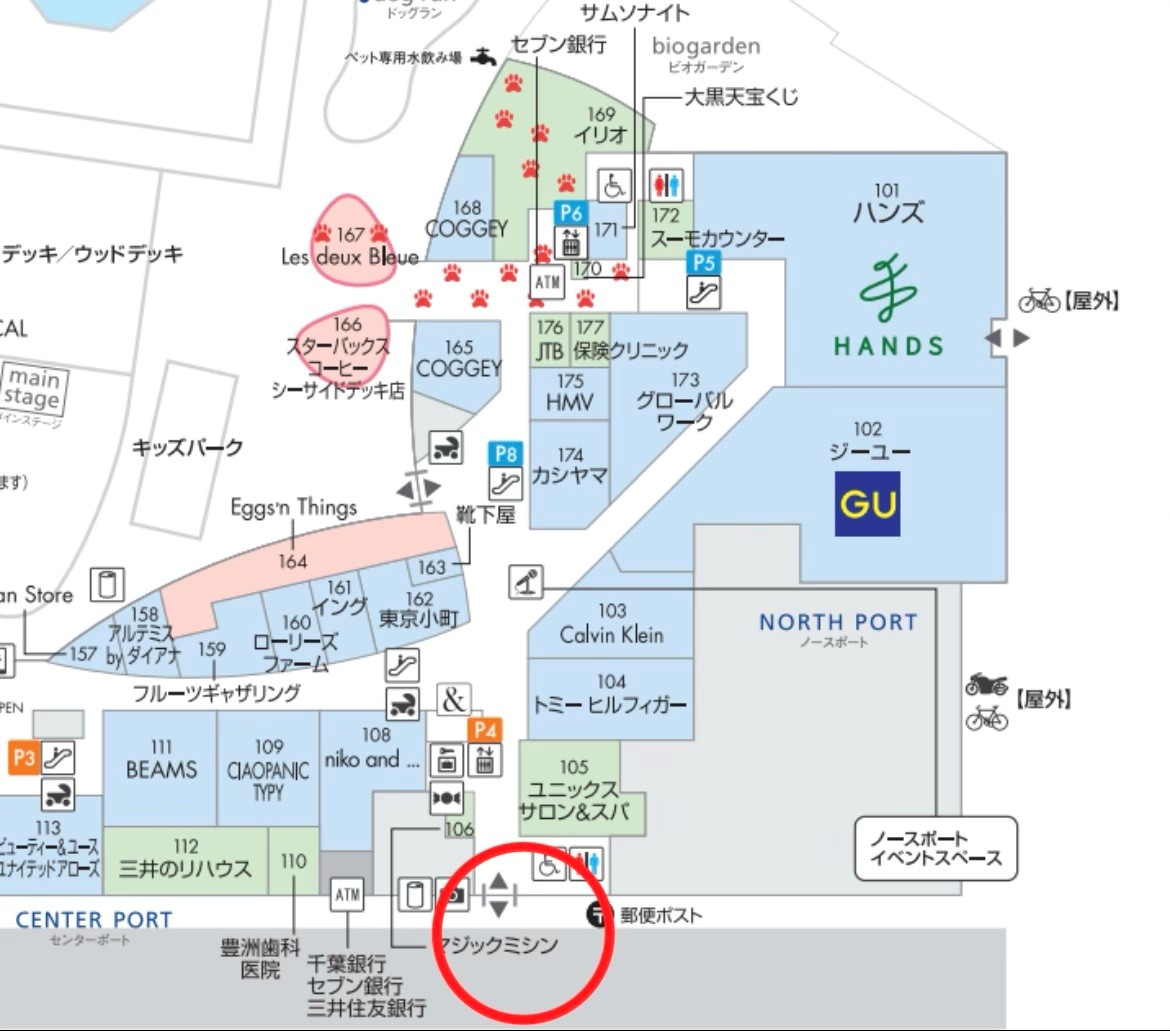 ドッグラン
サムソナイト
ペット専用水飲み場
セブン銀行
biogarden
ビオガーデン
大黒天宝くじ
169
イリオ
168
COGGEY
P6
171
172
スーモカウンター
170
ATM
P5
101
ハンズ
HANDS
【屋外】
167
Les deux Bleue
デッキ/ウッドデッキ
166
スターバックス
コーヒー
シーサイドデッキ店
165
COGGEY
176
JTB
177
保険クリニック
175
HMV
173
グローバル
ワーク
174
カシヤマ
P8
CAL
main
stage
メインステージ
キッズパーク
ます)
102
ジーユー
GU
Eggs'n Things
164
靴下屋
163
161
イング
162
東京小町
160
ローリーズ
ファーム
159
フルーツギャザリング
158
アルテミス
by ダイアナ
157
an Store
103
Calvin Klein
104
トミー ヒルフィガー
NORTH PORT
ノースポート
【屋外】
PEN
P3
111
BEAMS
109
CIAOPANIC
TYPY
108
niko and ...
&
P4
106
105
ユニックス
サロン&スパ
113
ビューティー&ユース
ユナイテッドアローズ
112
三井のリハウス
110
ATM
ノースポート
イベントスペース
CENTER PORT
センターポート
豊洲歯科
医院
千葉銀行
セブン銀行
三井住友銀行
マジックミシン
郵便ポスト